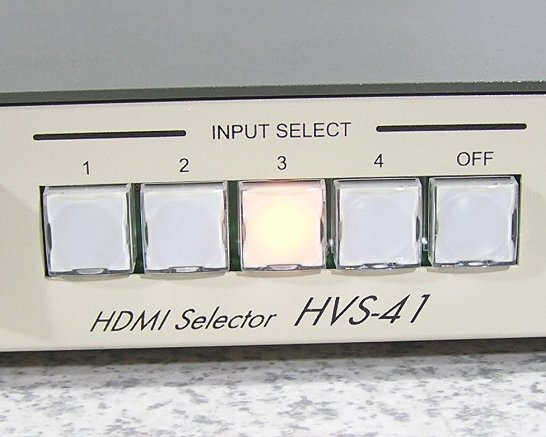 INPUT SELECT
1 2 3 4 OFF
HDMI Selector HVS-41